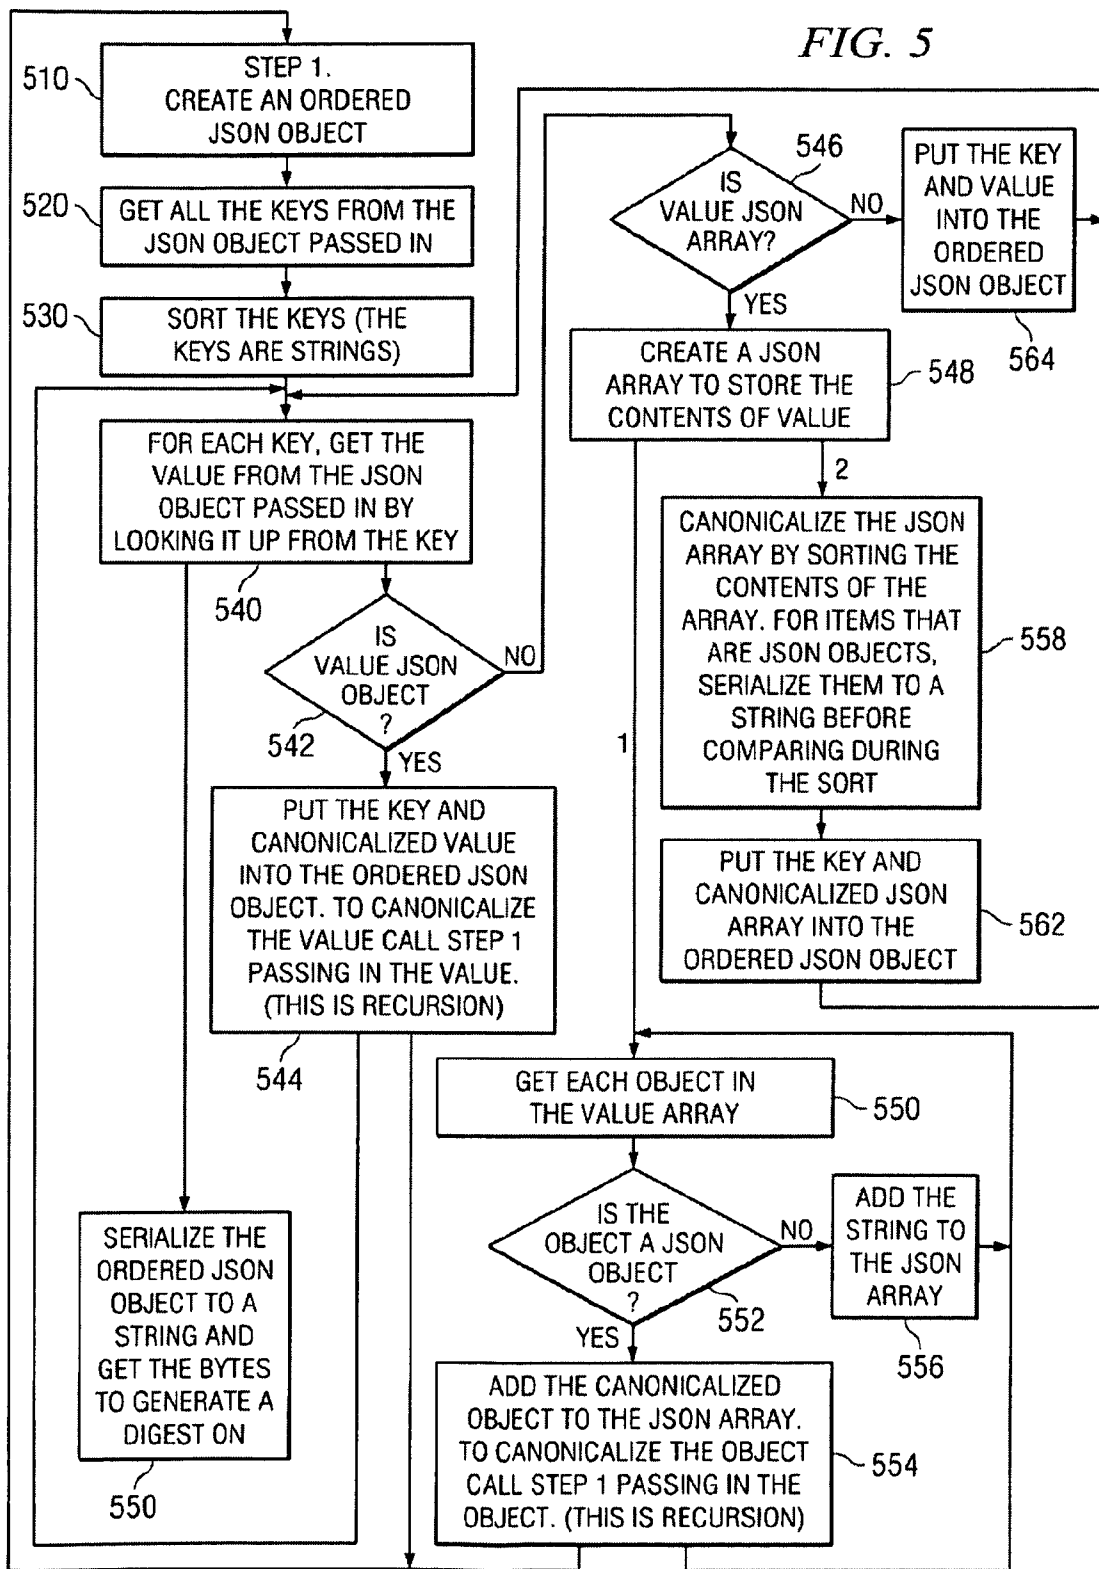 FIG. 5
510
STEP 1.
CREATE AN ORDERED
JSON OBJECT
520
GET ALL THE KEYS FROM THE
JSON OBJECT PASSED IN
530
SORT THE KEYS (THE
KEYS ARE STRINGS)
FOR EACH KEY, GET THE
VALUE FROM THE JSON
OBJECT PASSED IN BY
LOOKING IT UP FROM THE KEY
540
IS
VALUE JSON
OBJECT
?
NO
542
YES
PUT THE KEY AND
CANONICALIZED VALUE
INTO THE ORDERED JSON
OBJECT. TO CANONICALIZE
THE VALUE CALL STEP 1
PASSING IN THE VALUE.
(THIS IS RECURSION)
544
SERIALIZE THE
ORDERED JSON
OBJECT TO A
STRING AND
GET THE BYTES
TO GENERATE A
DIGEST ON
550
546
IS
VALUE JSON
ARRAY?
NO
YES
PUT THE KEY
AND VALUE
INTO THE
ORDERED
JSON OBJECT
564
CREATE A JSON
ARRAY TO STORE THE
CONTENTS OF VALUE
548
1
2
CANONICALIZE THE JSON
ARRAY BY SORTING THE
CONTENTS OF THE
ARRAY. FOR ITEMS THAT
ARE JSON OBJECTS,
SERIALIZE THEM TO A
STRING BEFORE
COMPARING DURING
THE SORT
558
PUT THE KEY AND
CANONICALIZED JSON
ARRAY INTO THE
ORDERED JSON OBJECT
562
GET EACH OBJECT IN
THE VALUE ARRAY
550
IS THE
OBJECT A JSON
OBJECT
?
NO
552
YES
ADD THE
STRING TO
THE JSON
ARRAY
556
ADD THE CANONICALIZED
OBJECT TO THE JSON ARRAY.
TO CANONICALIZE THE OBJECT
CALL STEP 1 PASSING IN THE
OBJECT. (THIS IS RECURSION)
554